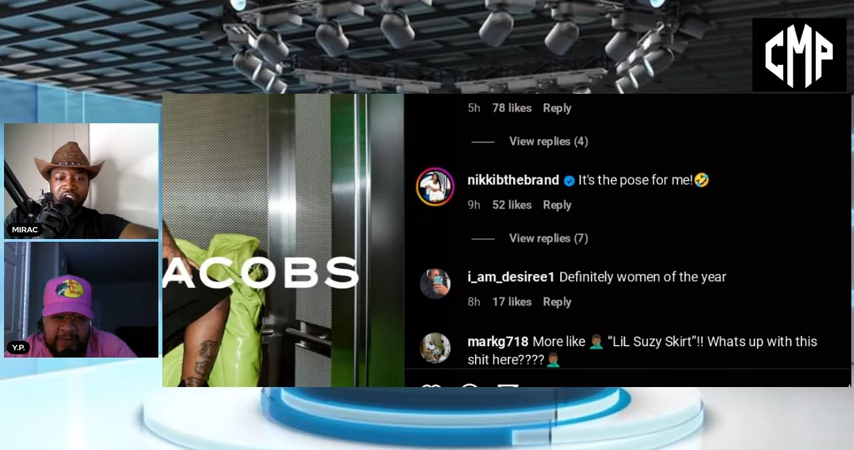 CMP
5h 78 likes Reply
View replies (4)
nikkibthebrand It's the pose for me!🤣
9h 52 likes Reply
View replies (7)
i_am_desiree1 Definitely women of the year
8h 17 likes Reply
markg718 More like 🤦🏾‍♂️ “LiL Suzy Skirt”!! Whats up with this
shit here????🤦🏾‍♂️
ACOBS
MIRAC
Y.P.